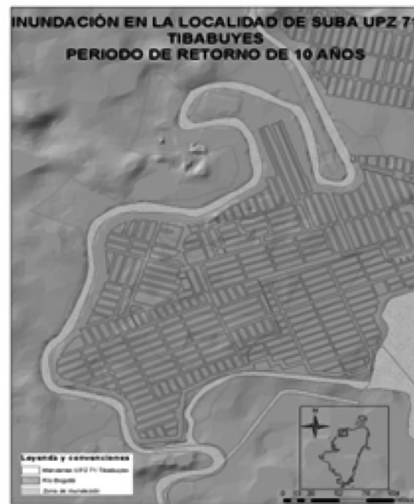 INUNDACIÓN EN LA LOCALIDAD DE SUBA UPZ 71
TIBABUYES
PERIODO DE RETORNO DE 10 AÑOS
Leyenda y convenciones
Manzanas UPZ 71 Tibabuyes
Río Bogotá
Zona de inundación